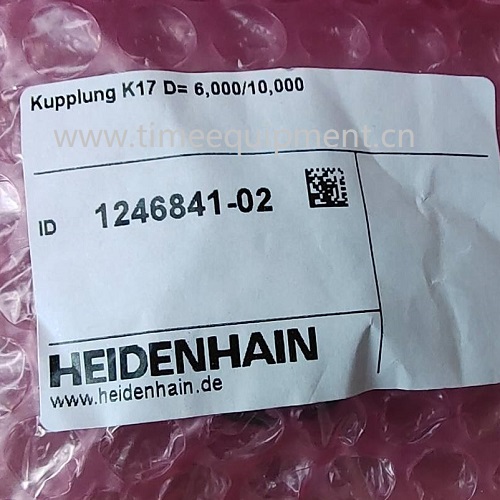 Kupplung K17 D= 6,000/10,000
www.timeequipment.cn
ID 1246841-02
HEIDENHAIN
www.heidenhain.de